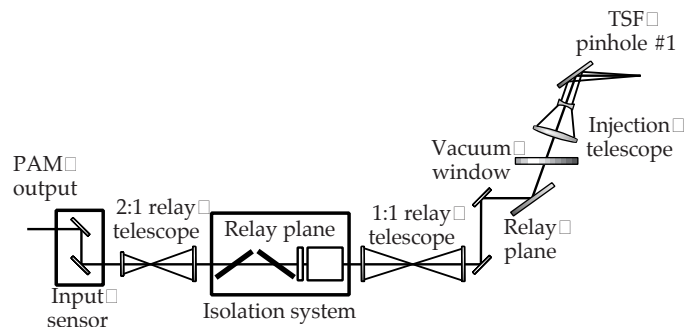 TSF
pinhole #1
Injection
telescope
Vacuum
window
PAM
output
2:1 relay
telescope
Relay plane
1:1 relay
telescope
Relay
plane
Input
sensor
Isolation system